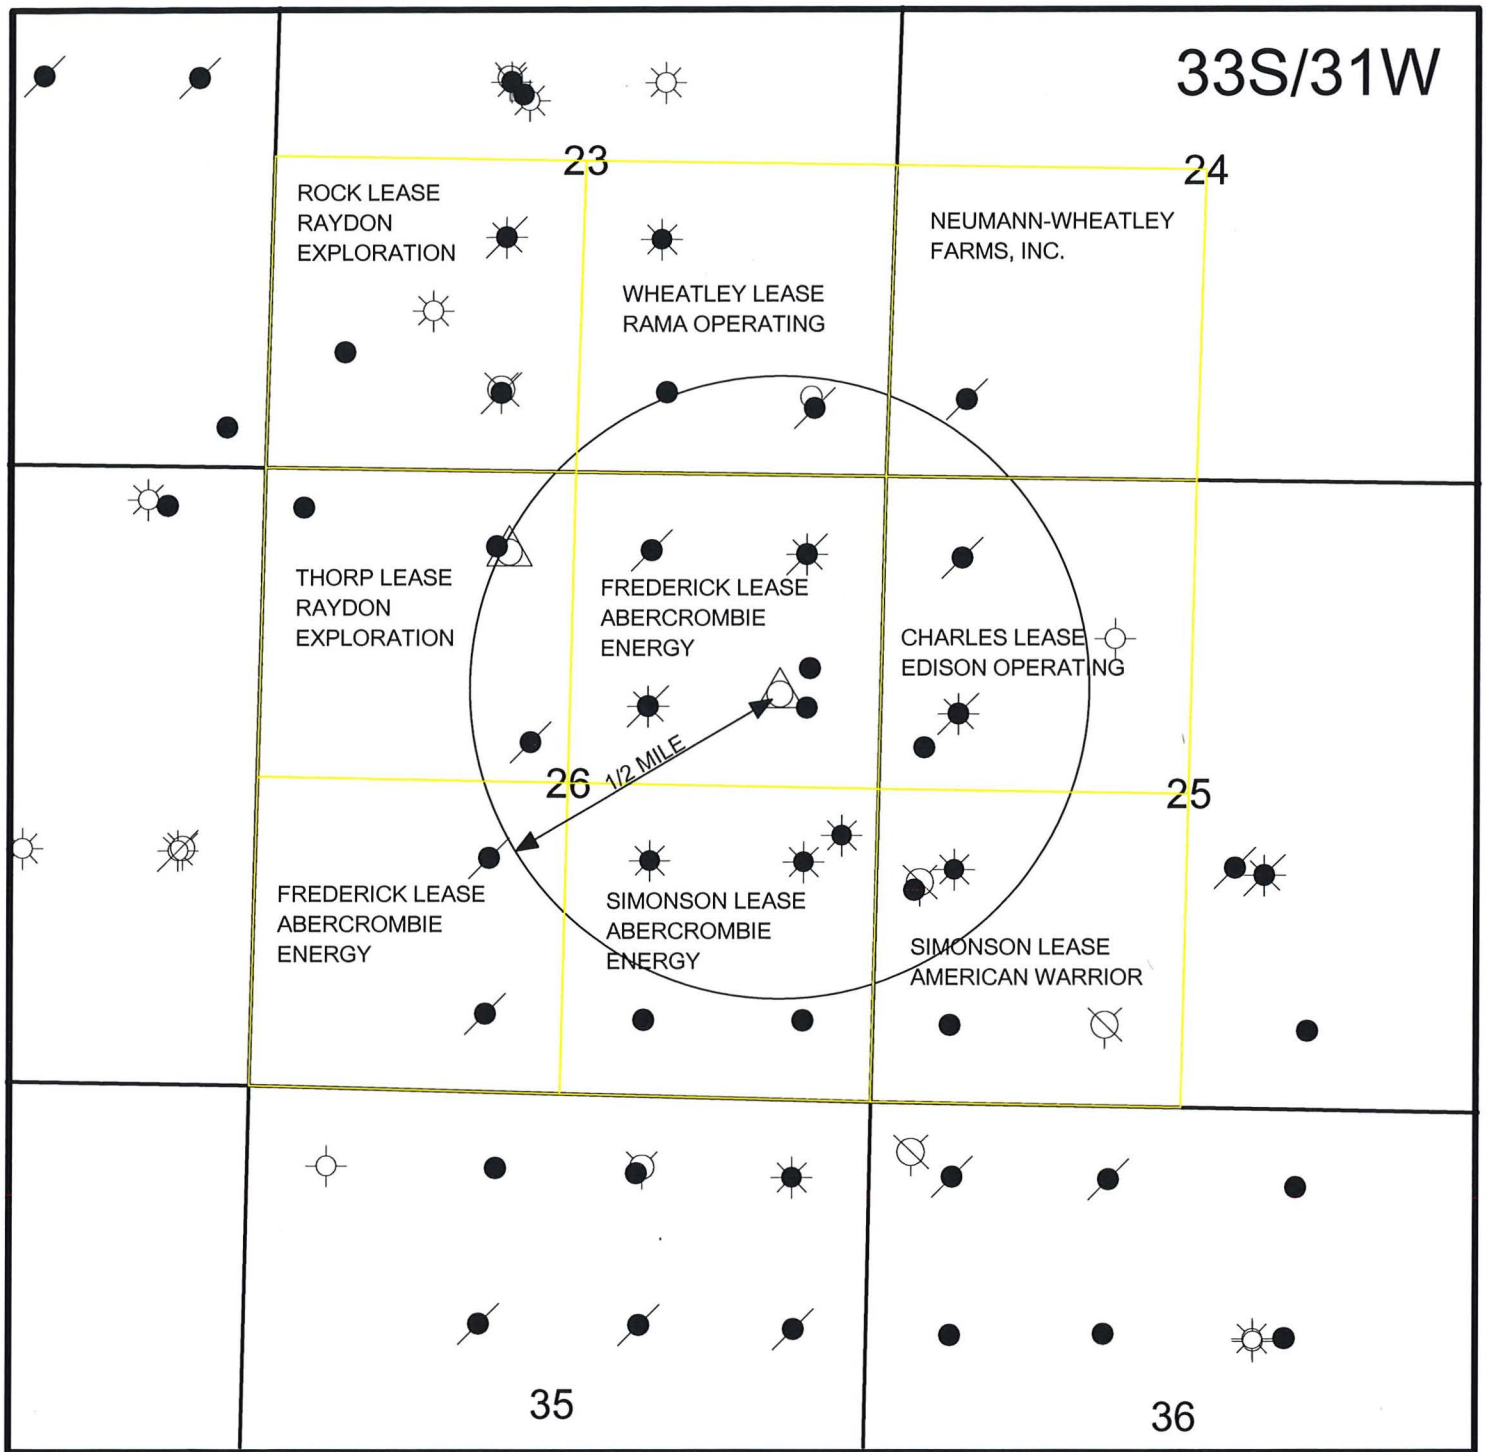 33S/31W
23
24
ROCK LEASE
RAYDON
EXPLORATION
NEUMANN-WHEATLEY
FARMS, INC.
WHEATLEY LEASE
RAMA OPERATING
THORP LEASE
RAYDON
EXPLORATION
FREDERICK LEASE
ABERCROMBIE
ENERGY
CHARLES LEASE
EDISON OPERATING
1/2 MILE
26
25
FREDERICK LEASE
ABERCROMBIE
ENERGY
SIMONSON LEASE
ABERCROMBIE
ENERGY
SIMONSON LEASE
AMERICAN WARRIOR
35
36